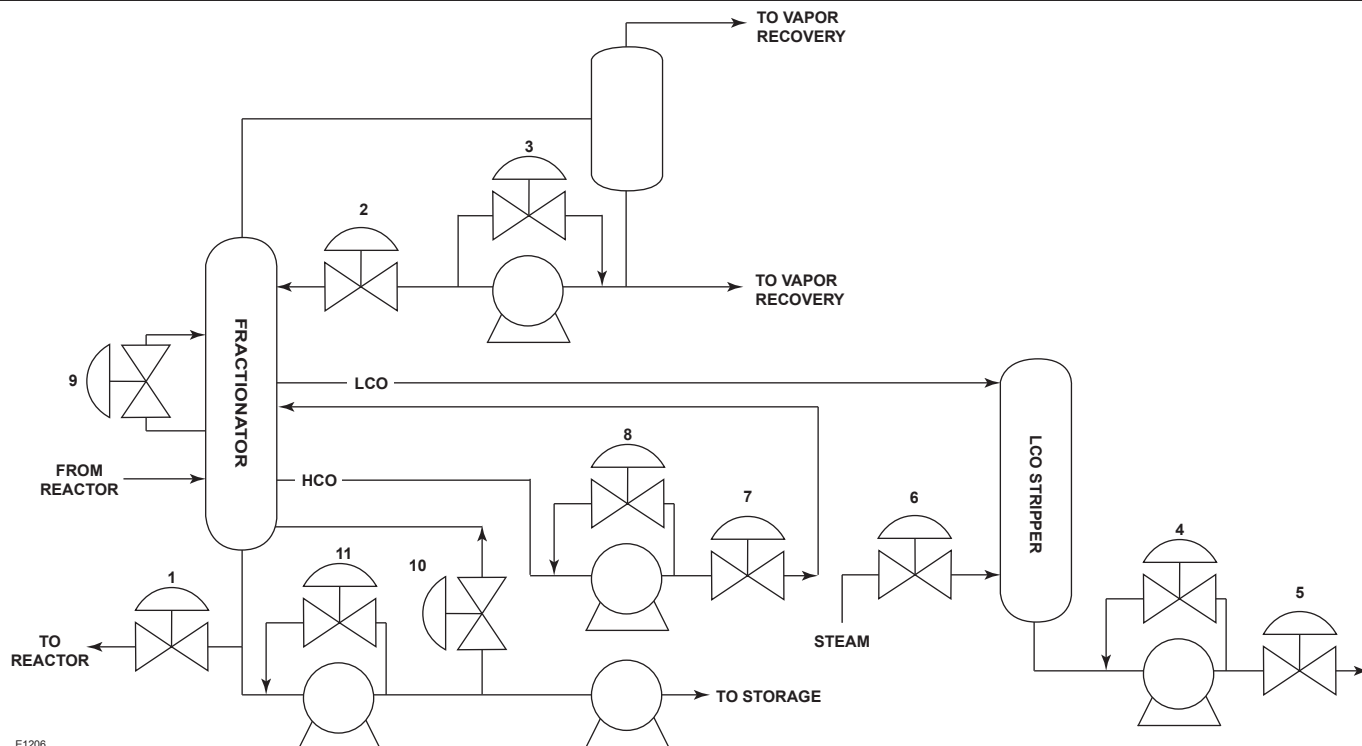 TO VAPOR
RECOVERY
3
2
TO VAPOR
RECOVERY
FRACTIONATOR
9
LCO
LCO STRIPPER
8
FROM
REACTOR
HCO
7
6
4
11
10
1
5
TO
REACTOR
STEAM
TO STORAGE
E1206